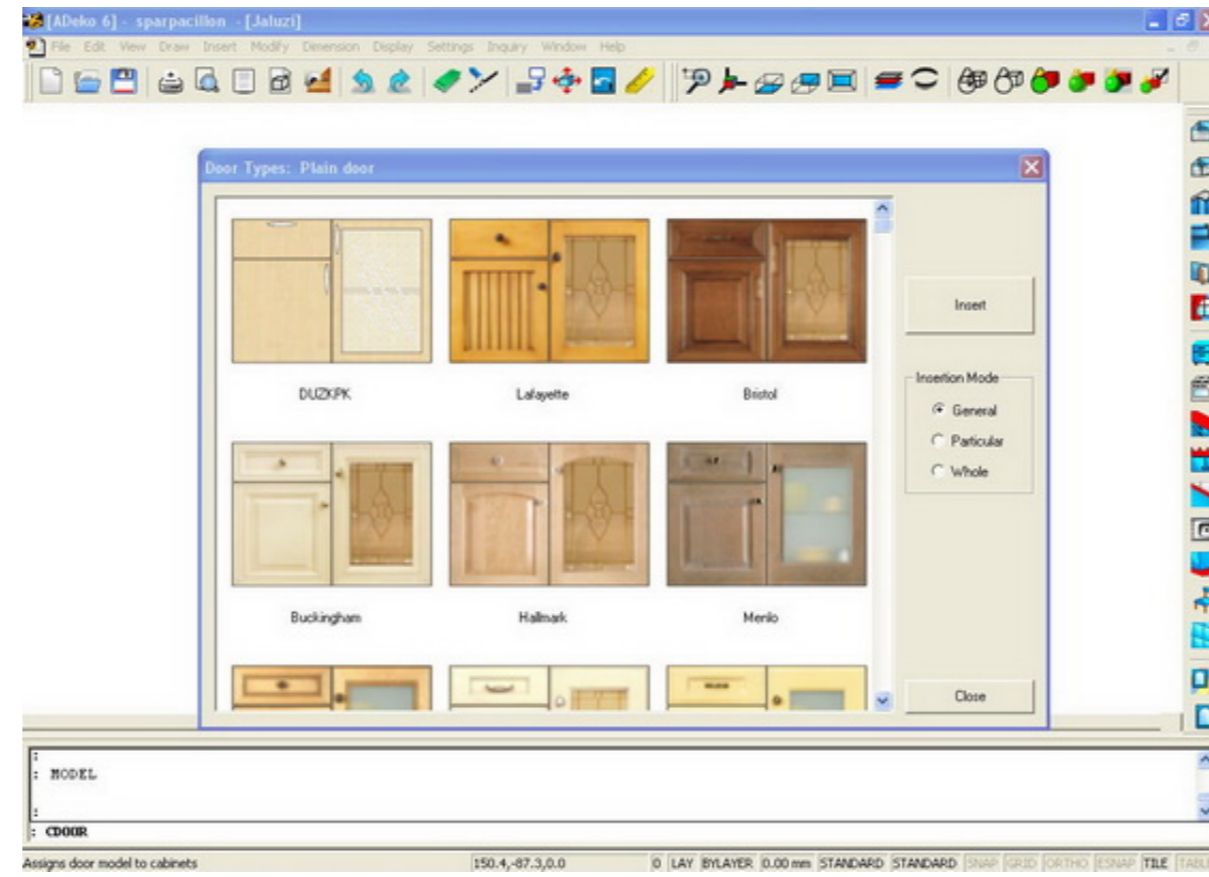 [ADeko 6] - sparpacillon - [Jaluzi]
File Edit View Draw Insert Modify Dimension Display Settings Inquiry Window Help
Door Types: Plain door
Insert
DUZKPK Lafayette Bristol
Insertion Mode
General
Particular
Whole
Buckingham Hallmark Menlo
Close
:
: MODEL
:
: CDOOR
Assigns door model to cabinets 150.4,-87.3,0.0 0 LAY BYLAYER 0.00 mm STANDARD STANDARD SNAP GRID ORTHO ESNAP TILE TABL